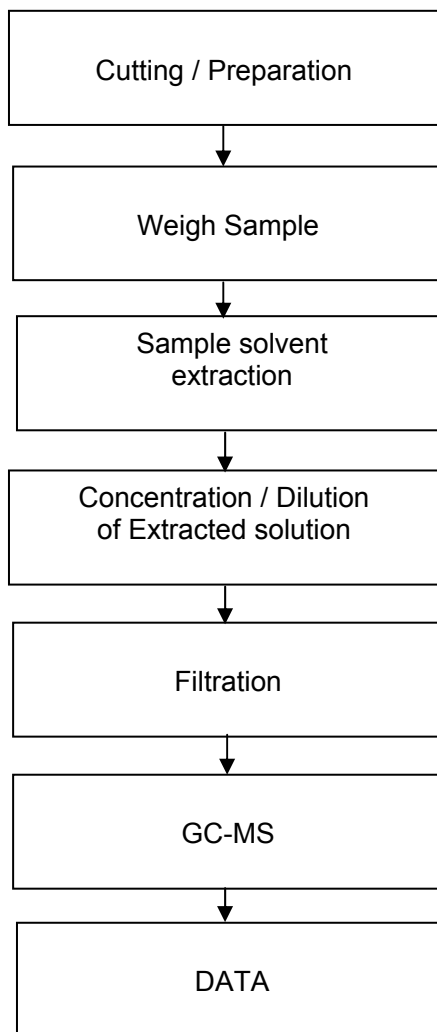 Cutting / Preparation
Weigh Sample
Sample solvent
extraction
Concentration / Dilution
of Extracted solution
Filtration
GC-MS
DATA